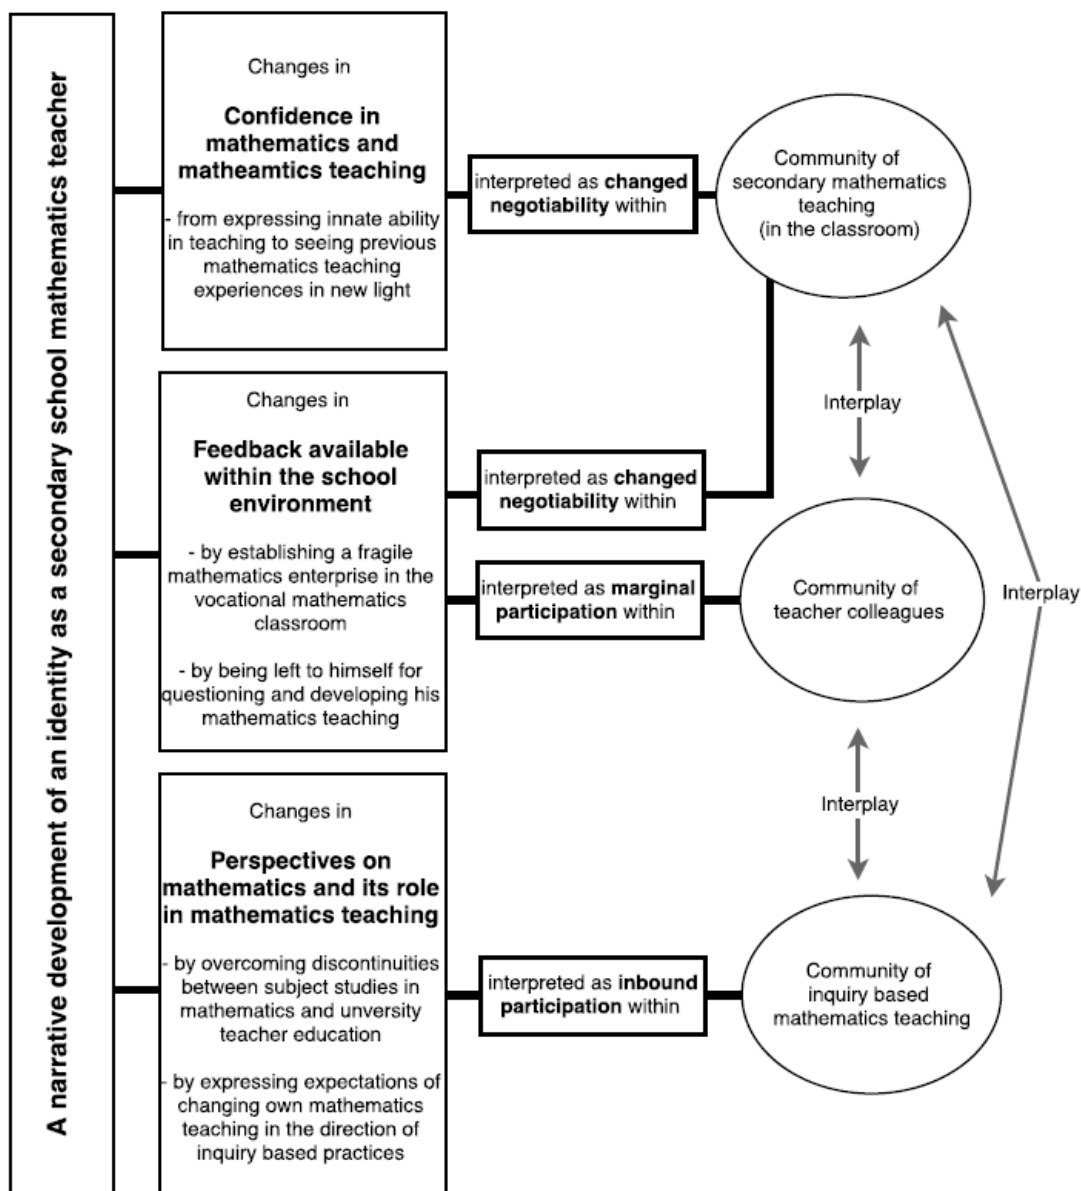 A narrative development of an identity as a secondary school mathematics teacher
Changes in
Confidence in
mathematics and
matheamtics teaching
- from expressing innate ability
in teaching to seeing previous
mathematics teaching
experiences in new light
interpreted as changed
negotiability within
Community of
secondary mathematics
teaching
(in the classroom)
Changes in
Feedback available
within the school
environment
- by establishing a fragile
mathematics enterprise in the
vocational mathematics
classroom
- by being left to himself for
questioning and developing his
mathematics teaching
interpreted as changed
negotiability within
interpreted as marginal
participation within
Interplay
Community of
teacher colleagues
Interplay
Interplay
Changes in
Perspectives on
mathematics and its role
in mathematics teaching
- by overcoming discontinuities
between subject studies in
mathematics and unversity
teacher education
- by expressing expectations of
changing own mathematics
teaching in the direction of
inquiry based practices
interpreted as inbound
participation within
Community of
inquiry based
mathematics teaching